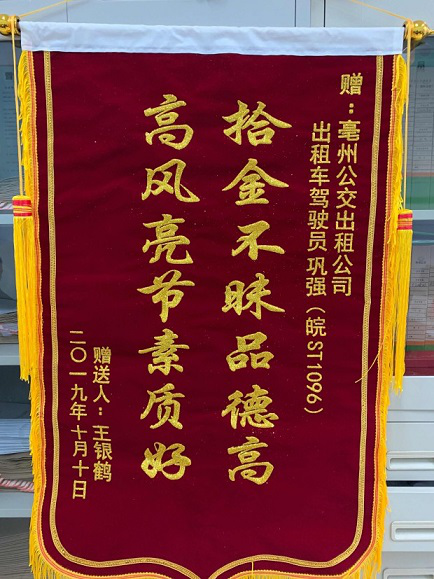 赠：亳州公交出租公司
出租车驾驶员巩强（皖ST1096）
拾金不昧品德高
高风亮节素质好
赠送人：王银鹤
二〇一九年十月十日